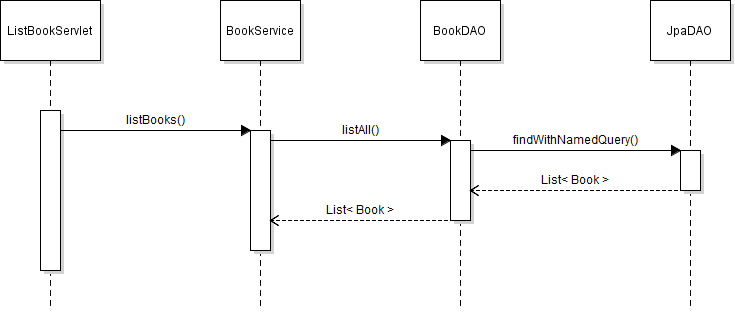 ListBookServlet
BookService
BookDAO
JpaDAO
listBooks()
listAll()
findWithNamedQuery()
List< Book >
List< Book >